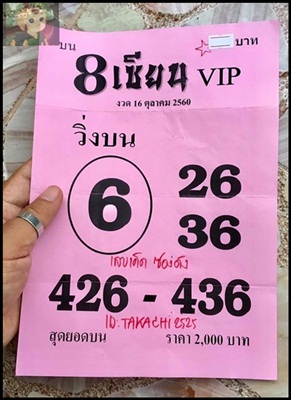 บน บาท
8เซียน VIP
งวด 16 ตุลาคม 2560
วิ่งบน
6
26
36
เลขเด็ด ซองดัง
426 - 436
ID: TAKACHI2525
สุดยอดบน ราคา 2,000 บาท